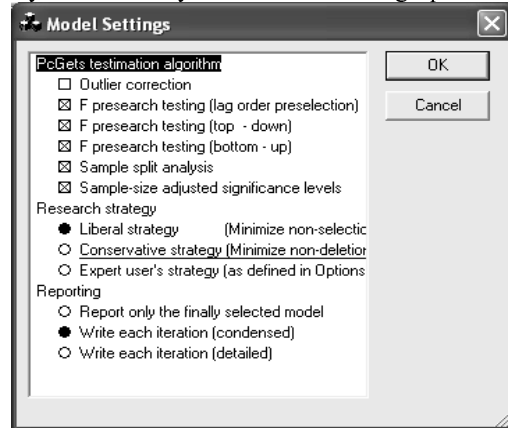 Model Settings
PcGets testimation algorithm
Outlier correction
F presearch testing (lag order preselection)
F presearch testing (top - down)
F presearch testing (bottom - up)
Sample split analysis
Sample-size adjusted significance levels
Research strategy
Liberal strategy (Minimize non-selectic
Conservative strategy (Minimize non-deletior
Expert user's strategy (as defined in Options
Reporting
Report only the finally selected model
Write each iteration (condensed)
Write each iteration (detailed)
OK
Cancel